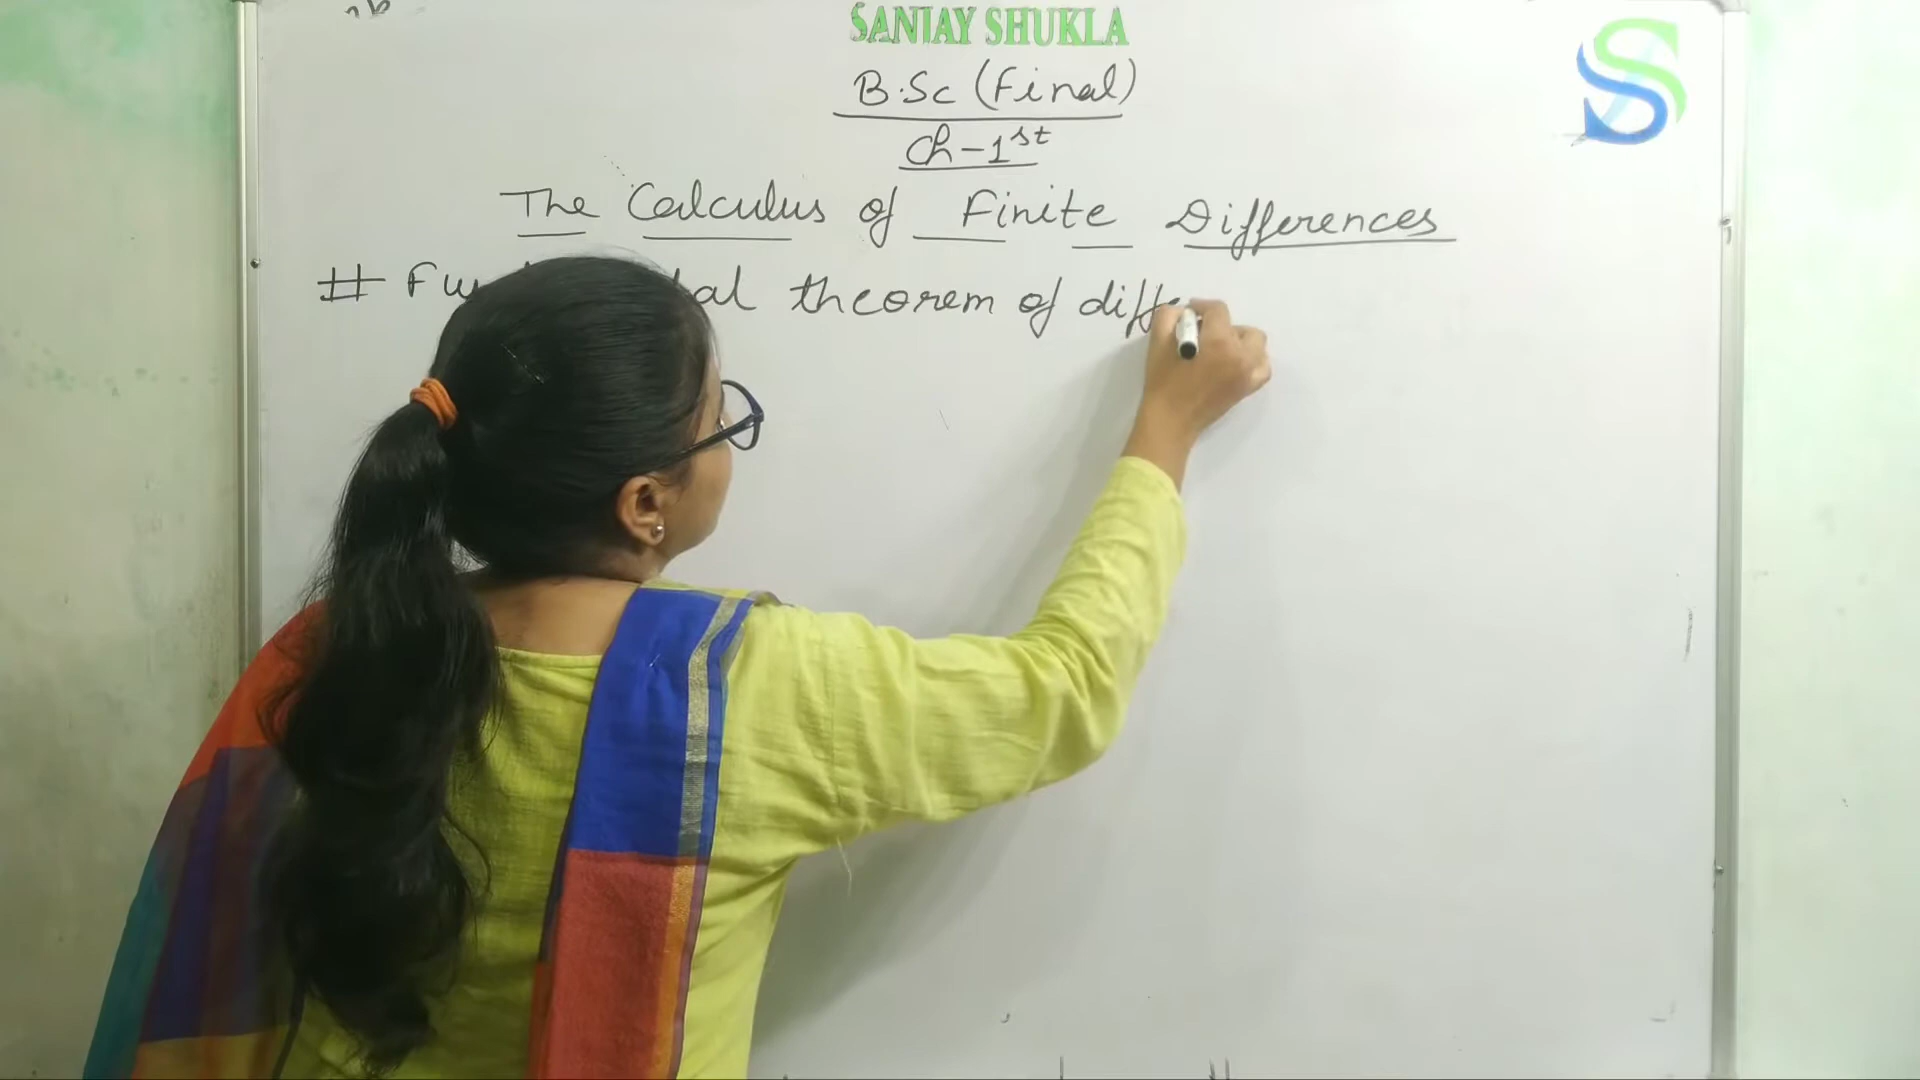 SANJAY SHUKLA
B.Sc (Final)
Ch-1st
The Calculus of Finite Differences
# theorem of